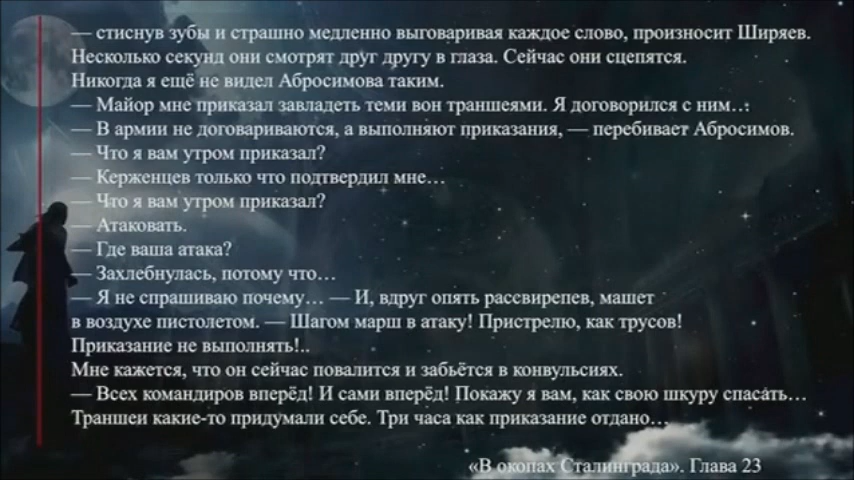 — стиснув зубы и страшно медленно выговаривая каждое слово, произносит Ширяев.
Несколько секунд они смотрят друг другу в глаза. Сейчас они сцепятся.
Никогда я ещё не видел Абросимова таким.
— Майор мне приказал завладеть теми вон траншеями. Я договорился с ним…
— В армии не договариваются, а выполняют приказания, — перебивает Абросимов.
— Что я вам утром приказал?
— Керженцев только что подтвердил мне…
— Что я вам утром приказал?
— Атаковать.
— Где ваша атака?
— Захлебнулась, потому что…
— Я не спрашиваю почему… — И, вдруг опять рассвирепев, машет
в воздухе пистолетом. — Шагом марш в атаку! Пристрелю, как трусов!
Приказание не выполнять!..
Мне кажется, что он сейчас повалится и забьётся в конвульсиях.
— Всех командиров вперёд! И сами вперёд! Покажу я вам, как свою шкуру спасать…
Траншеи какие-то придумали себе. Три часа как приказание отдано…
«В окопах Сталинграда». Глава 23